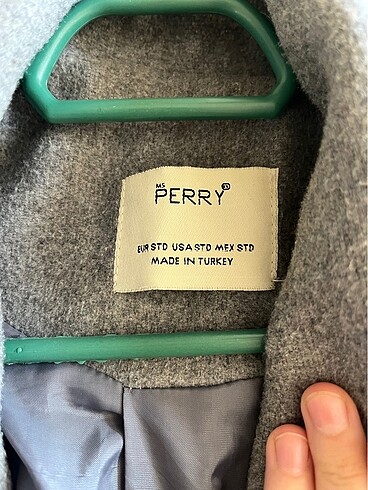 MS
PERRY
EUR STD USA STD MEX STD
MADE IN TURKEY